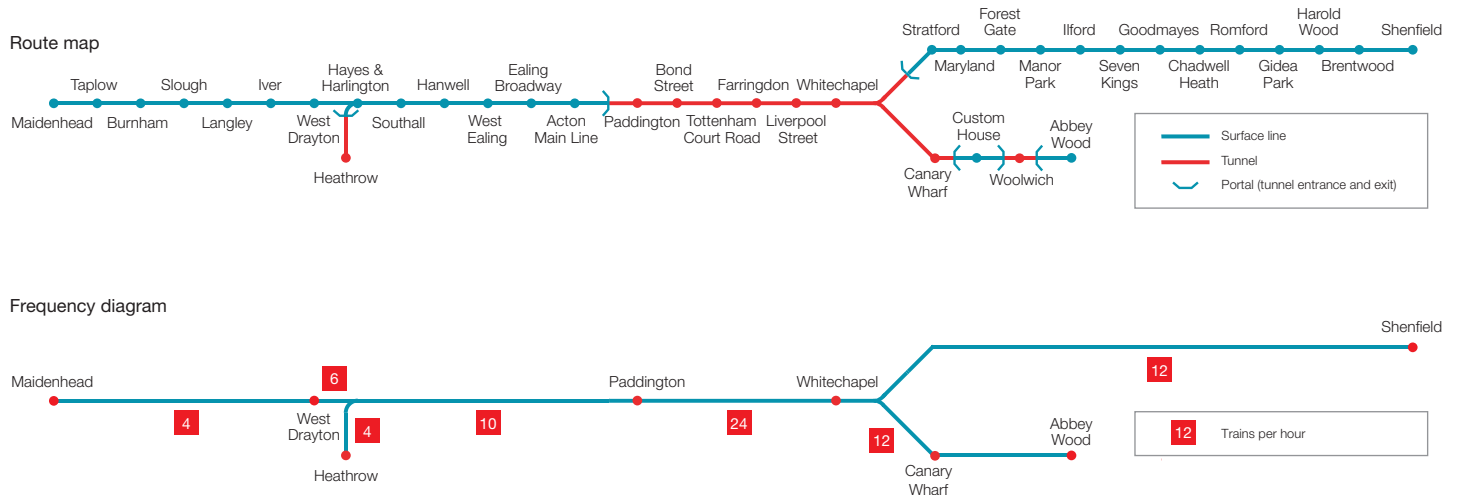 Route map
Taplow
Slough
Iver
Hayes &
Harlington
Hanwell
Ealing
Broadway
Bond
Street
Farringdon
Whitechapel
Stratford
Forest
Gate
Ilford
Goodmayes
Romford
Harold
Wood
Shenfield
Maidenhead
Burnham
Langley
West
Drayton
Southall
West
Ealing
Acton
Main Line
Paddington
Tottenham
Court Road
Liverpool
Street
Maryland
Manor
Park
Seven
Kings
Chadwell
Heath
Gidea
Park
Brentwood
Heathrow
Custom
House
Abbey
Wood
Canary
Wharf
Woolwich
Surface line
Tunnel
Portal (tunnel entrance and exit)
Frequency diagram
Shenfield
Maidenhead
6
Paddington
Whitechapel
12
4
West
Drayton
4
10
24
12
Abbey
Wood
Heathrow
Canary
Wharf
12
Trains per hour